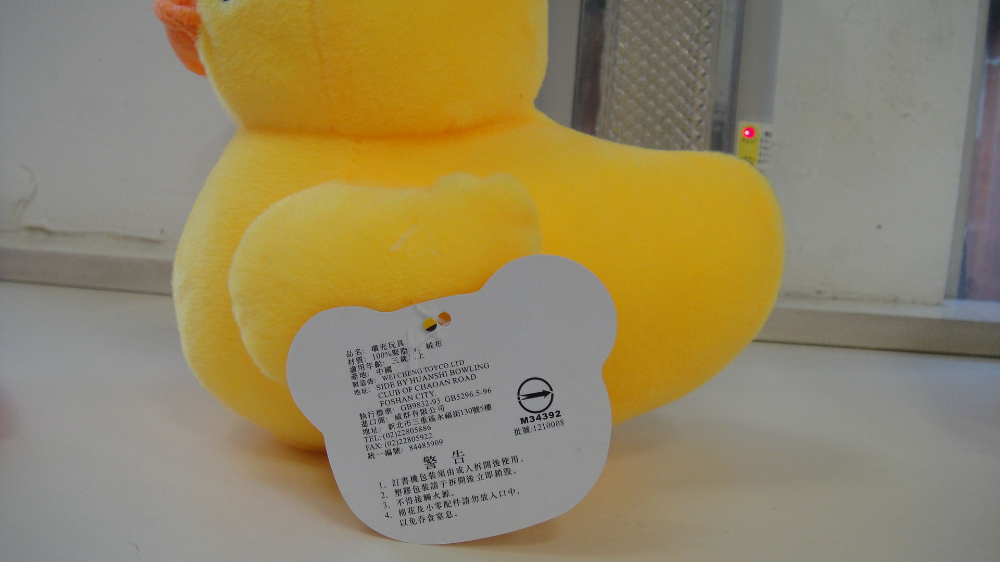 品名: 填充玩具
材質: 100%聚脂 、絨布
適用年齡: 三歲 上
產地: 中國
製造商: WEI CHENG TOYCO.LTD
地址: SIDE BY HUANSHI BOWLING
CLUB OF CHAOAN ROAD
FOSHAN CITY.
執行標準: GB9832-93 GB5296.5-96
進口商: 威群有限公司
地址: 新北市三重區永福街130號5樓
TEL: (02)22805886
FAX: (02)22805922
統一編號: 84485909
M34392
批號:1210008
警 告
1、訂書機包裝須由成人拆開後使用。
2、塑膠包裝請于拆開後立即銷毀。
3、不得接觸火源。
4、棉花及小零配件請勿放入口中,
以免吞食窒息。